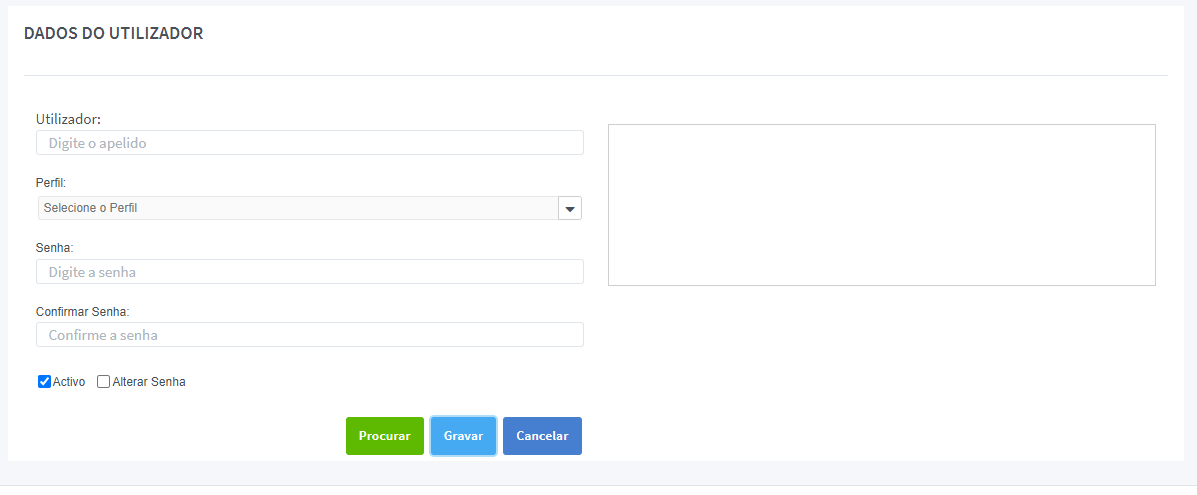 DADOS DO UTILIZADOR
Utilizador:
Digite o apelido
Perfil:
Selecione o Perfil
Senha:
Digite a senha
Confirmar Senha:
Confirme a senha
Activo Alterar Senha
Procurar Gravar Cancelar